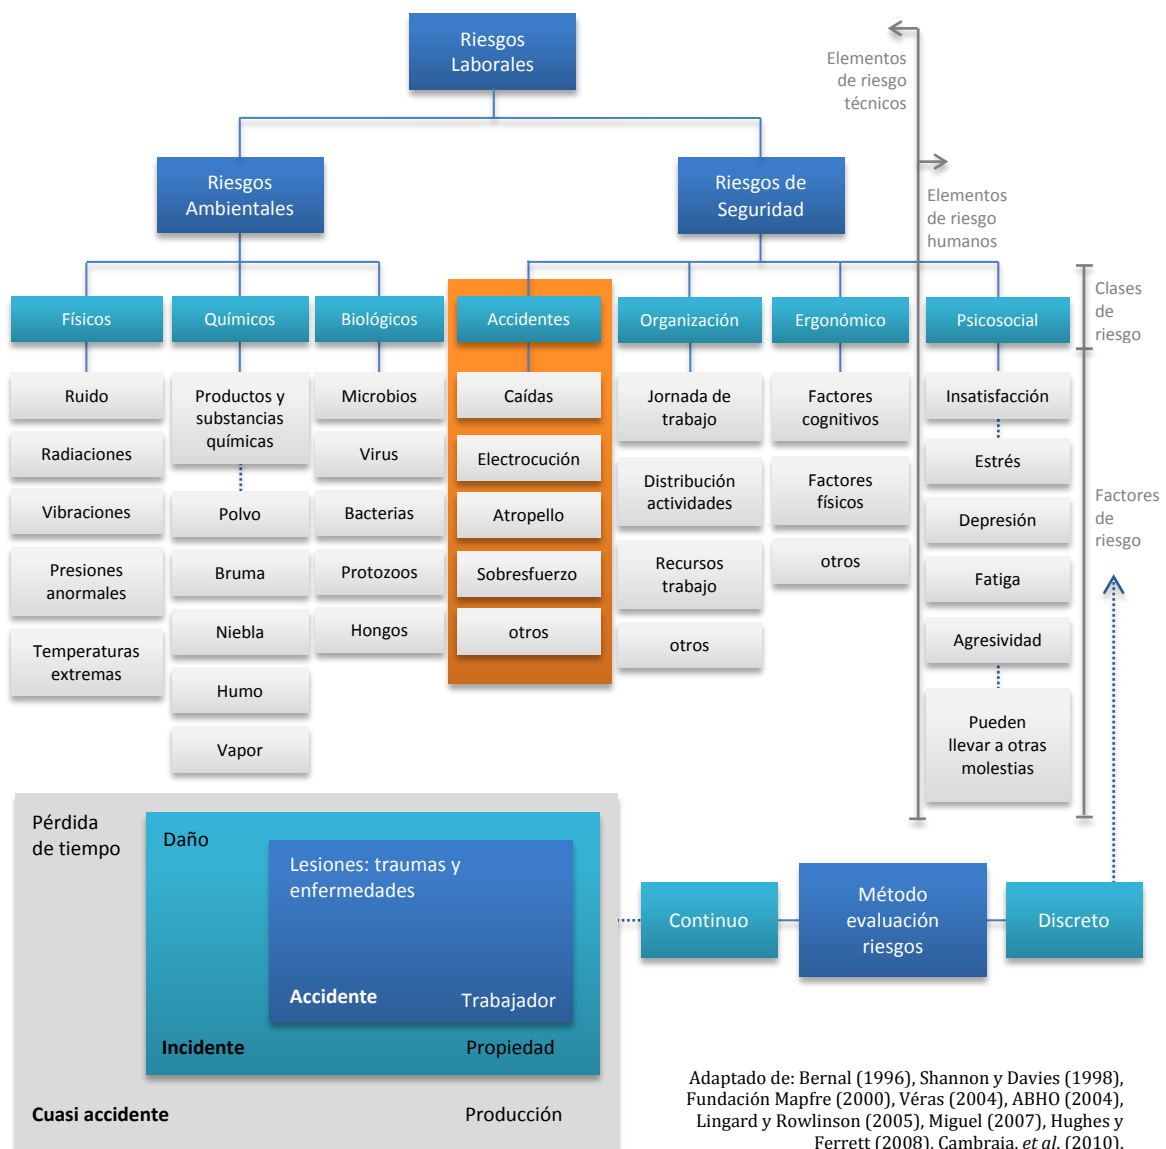 Riesgos
Laborales
Elementos
de riesgo
técnicos
Riesgos
Ambientales
Riesgos de
Seguridad
Elementos
de riesgo
humanos
Clases
de
riesgo
Físicos
Químicos
Biológicos
Accidentes
Organización
Ergonómico
Psicosocial
Ruido
Radiaciones
Vibraciones
Presiones
anormales
Temperaturas
extremas
Productos y
substancias
químicas
Polvo
Bruma
Niebla
Humo
Vapor
Microbios
Virus
Bacterias
Protozoos
Hongos
Caídas
Electrocución
Atropello
Sobresfuerzo
otros
Jornada de
trabajo
Distribución
actividades
Recursos
trabajo
otros
Factores
cognitivos
Factores
físicos
otros
Insatisfacción
Estrés
Depresión
Fatiga
Agresividad
Pueden
llevar a otras
molestias
Factores
de
riesgo
Pérdida
de tiempo
Daño
Lesiones: traumas y
enfermedades
Accidente Trabajador
Incidente Propiedad
Cuasi accidente Producción
Continuo
Método
evaluación
riesgos
Discreto
Adaptado de: Bernal (1996), Shannon y Davies (1998),
Fundación Mapfre (2000), Véras (2004), ABHO (2004),
Lingard y Rowlinson (2005), Miguel (2007), Hughes y
Ferrett (2008), Cambraia, et al. (2010).